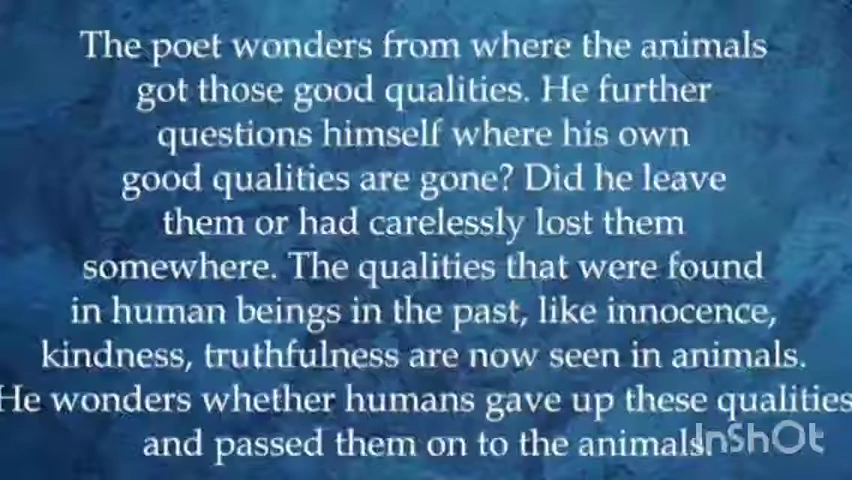 The poet wonders from where the animals
got those good qualities. He further
questions himself where his own
good qualities are gone? Did he leave
them or had carelessly lost them
somewhere. The qualities that were found
in human beings in the past, like innocence,
kindness, truthfulness are now seen in animals.
He wonders whether humans gave up these qualities
and passed them on to the animals.
InShOt